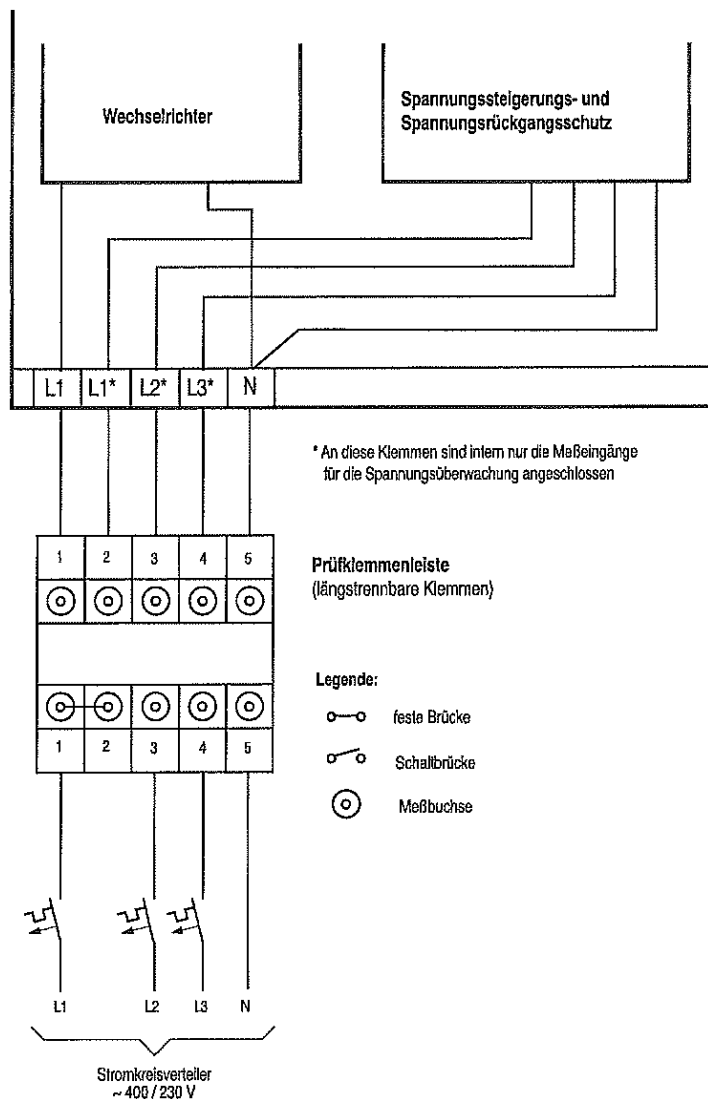 Wechselrichter
Spannungssteigerungs- und
Spannungsrückgangsschutz
L1 L1* L2* L3* N
* An diese Klemmen sind intern nur die Meßeingänge
für die Spannungsüberwachung angeschlossen
1 2 3 4 5
Prüfklemmenleiste
(längstrennbare Klemmen)
Legende:
feste Brücke
Schaltbrücke
Meßbuchse
1 2 3 4 5
L1 L2 L3 N
Stromkreisverteiler
~ 400 / 230 V